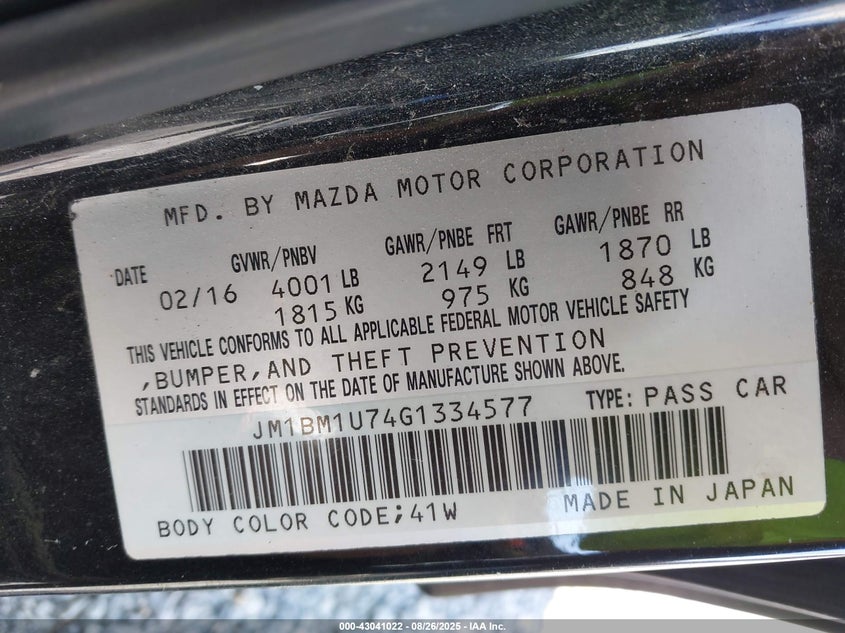 MFD. BY MAZDA MOTOR CORPORATION
DATE GVWR/PNBV GAWR/PNBE FRT GAWR/PNBE RR
02/16 4001 LB 2149 LB 1870 LB
1815 KG 975 KG 848 KG
THIS VEHICLE CONFORMS TO ALL APPLICABLE FEDERAL MOTOR VEHICLE SAFETY
,BUMPER,AND THEFT PREVENTION
STANDARDS IN EFFECT ON THE DATE OF MANUFACTURE SHOWN ABOVE.
JM1BM1U74G1334577 TYPE: PASS CAR
BODY COLOR CODE;41W MADE IN JAPAN
000-43041022 - 08/26/2025 - IAA Inc.